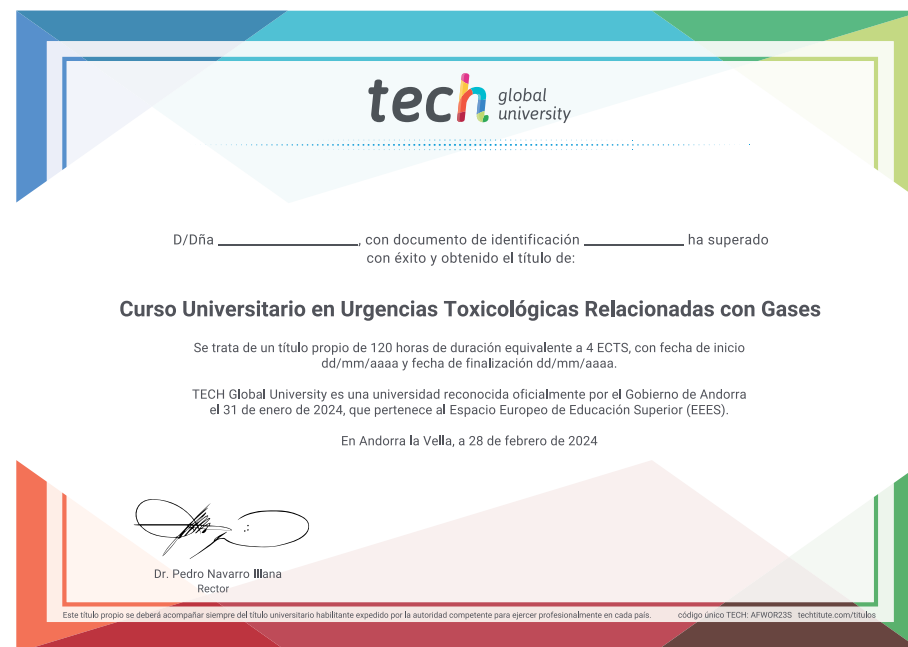 tech global university
D/Dña ____________, con documento de identificación ____________ ha superado
con éxito y obtenido el título de:
Curso Universitario en Urgencias Toxicológicas Relacionadas con Gases
Se trata de un título propio de 120 horas de duración equivalente a 4 ECTS, con fecha de inicio
dd/mm/aaaa y fecha de finalización dd/mm/aaaa.
TECH Global University es una universidad reconocida oficialmente por el Gobierno de Andorra
el 31 de enero de 2024, que pertenece al Espacio Europeo de Educación Superior (EEES).
En Andorra la Vella, a 28 de febrero de 2024
Dr. Pedro Navarro Illana
Rector
Este título propio se deberá acompañar siempre del título universitario habilitante expedido por la autoridad competente para ejercer profesionalmente en cada país. código único TECH: AFWOR23S techtitute.com/titulos